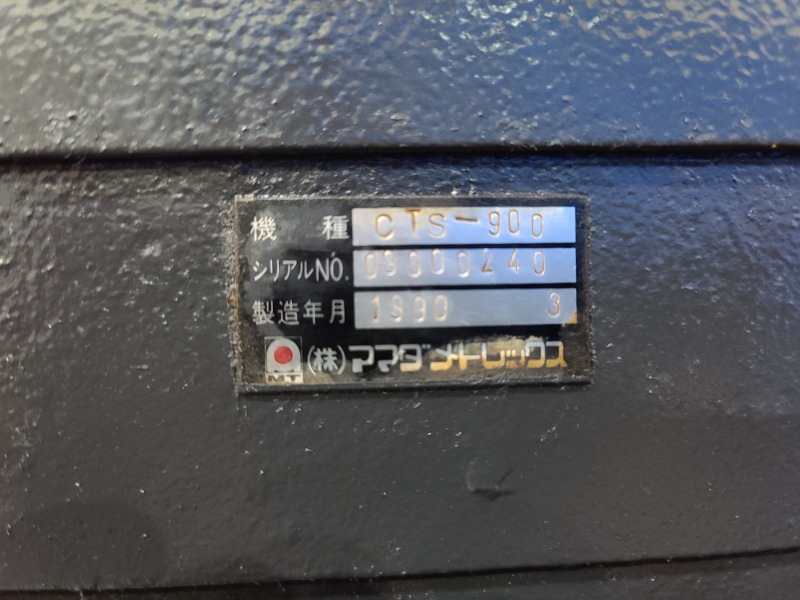 機種 CTS-900
シリアルNO. 09000240
製造年月 1990 3
MT (株)アマダメトレックス